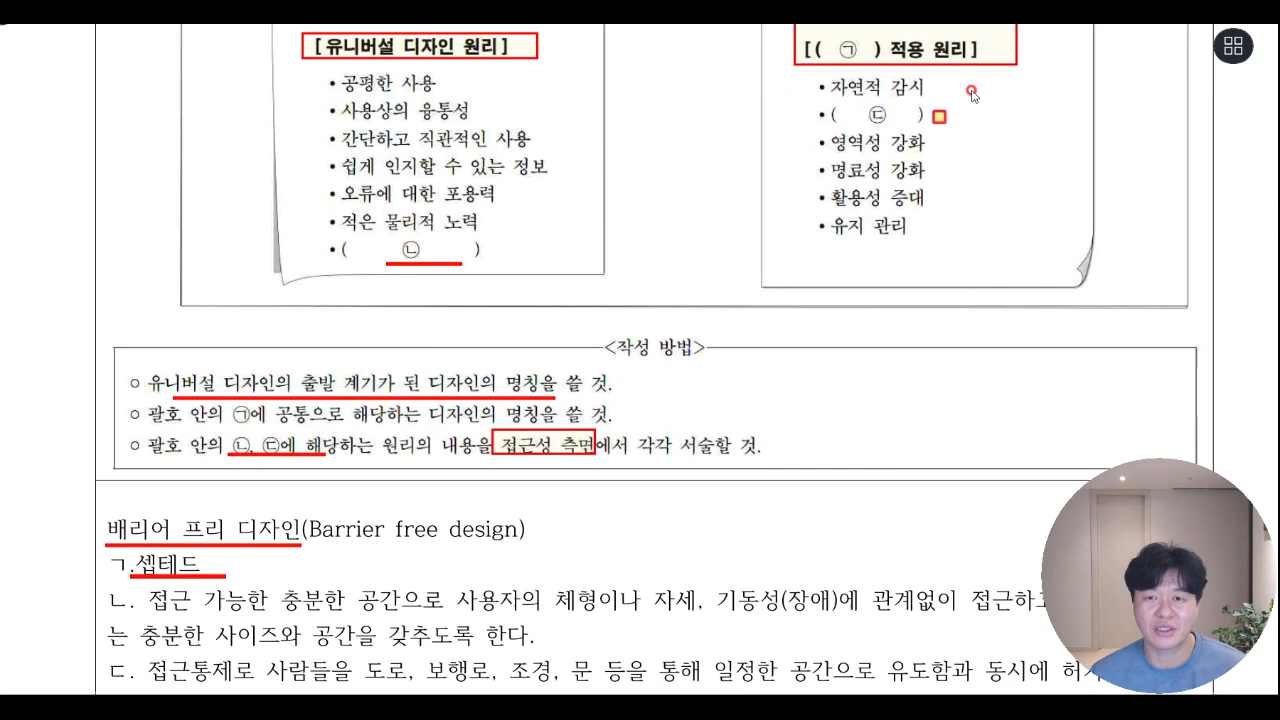 [유니버설 디자인 원리]
• 공평한 사용
• 사용상의 융통성
• 간단하고 직관적인 사용
• 쉽게 인지할 수 있는 정보
• 오류에 대한 포용력
• 적은 물리적 노력
• ( ㉡ )
[( ㉠ ) 적용 원리]
• 자연적 감시
• ( ㉢ )
• 영역성 강화
• 명료성 강화
• 활용성 증대
• 유지 관리
<작성 방법>
○ 유니버설 디자인의 출발 계기가 된 디자인의 명칭을 쓸 것.
○ 괄호 안의 ㉠에 공통으로 해당하는 디자인의 명칭을 쓸 것.
○ 괄호 안의 ㉡, ㉢에 해당하는 원리의 내용을 접근성 측면에서 각각 서술할 것.
배리어 프리 디자인(Barrier free design)
ㄱ.셉테드
ㄴ. 접근 가능한 충분한 공간으로 사용자의 체형이나 자세, 기동성(장애)에 관계없이 접근하고
는 충분한 사이즈와 공간을 갖추도록 한다.
ㄷ. 접근통제로 사람들을 도로, 보행로, 조경, 문 등을 통해 일정한 공간으로 유도함과 동시에